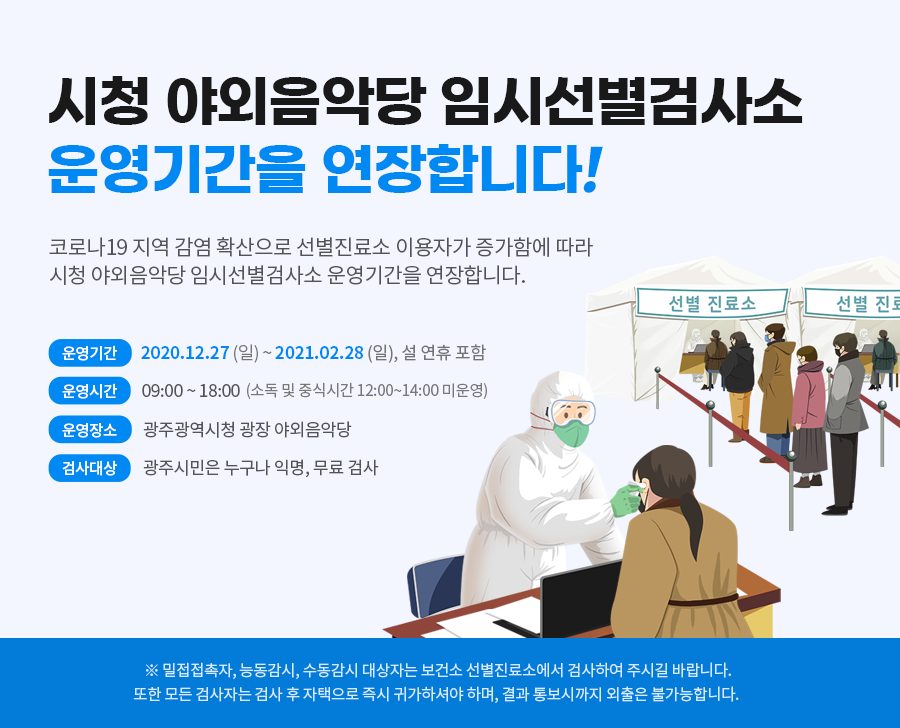 시청 야외음악당 임시선별검사소
운영기간을 연장합니다!
코로나19 지역 감염 확산으로 선별진료소 이용자가 증가함에 따라
시청 야외음악당 임시선별검사소 운영기간을 연장합니다.
선별 진료소
선별 진료
운영기간 2020.12.27 (일) ~ 2021.02.28 (일), 설 연휴 포함
운영시간 09:00 ~ 18:00 (소독 및 중식시간 12:00~14:00 미운영)
운영장소 광주광역시청 광장 야외음악당
검사대상 광주시민은 누구나 익명, 무료 검사
※ 밀접접촉자, 능동감시, 수동감시 대상자는 보건소 선별진료소에서 검사하여 주시길 바랍니다.
또한 모든 검사자는 검사 후 자택으로 즉시 귀가하셔야 하며, 결과 통보시까지 외출은 불가능합니다.